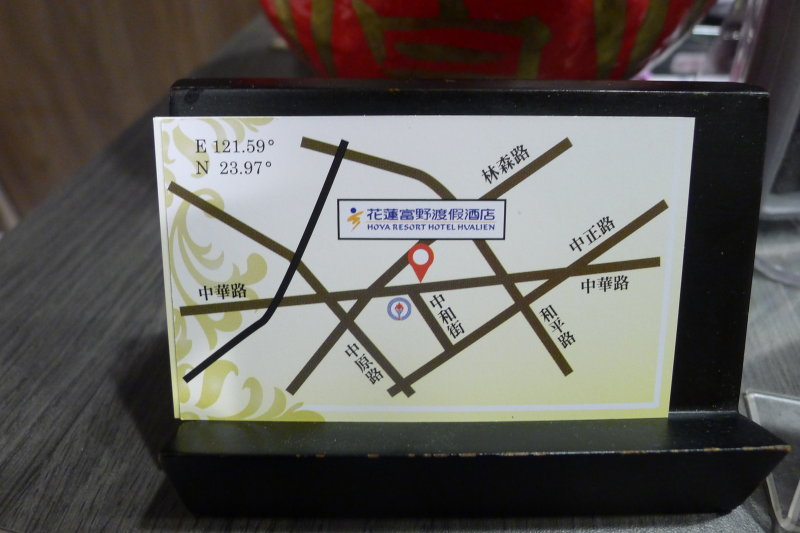 E 121.59°
N 23.97°
林森路
花蓮富野渡假酒店
HOYA RESORT HOTEL HUALIEN
中正路
中華路
中華路
中和街
和平路
中原路